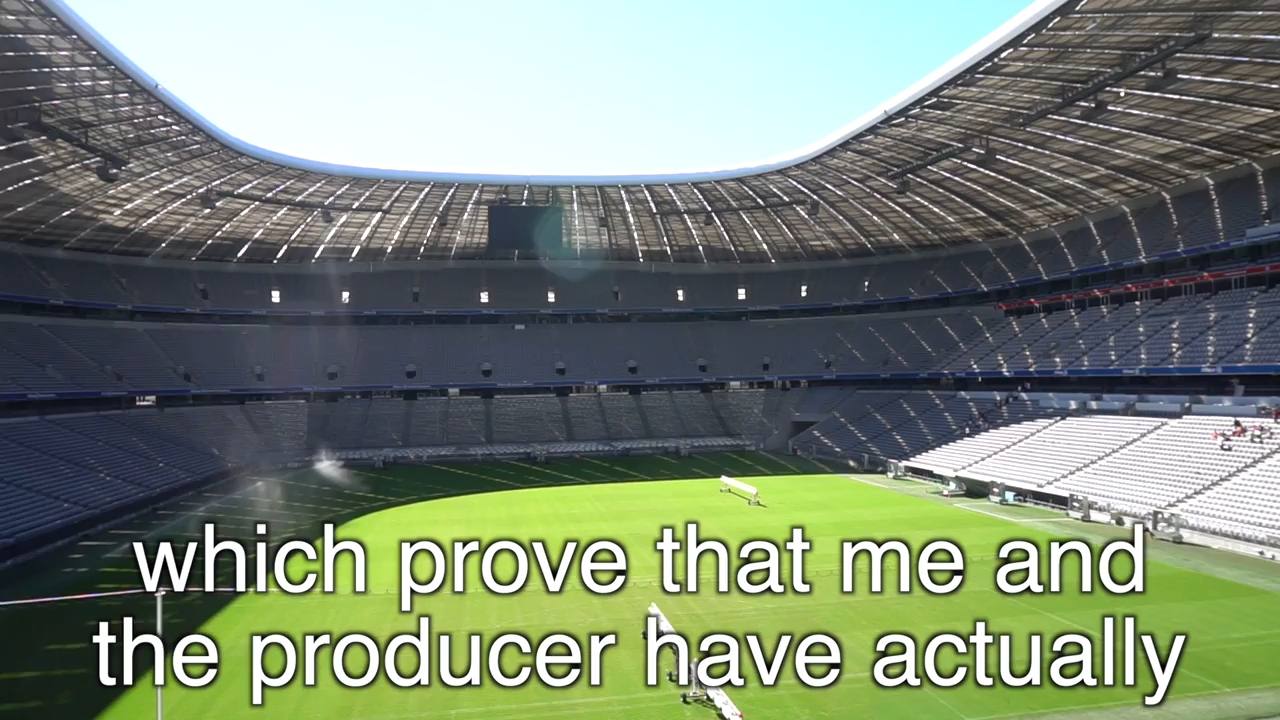 which prove that me and
the producer have actually